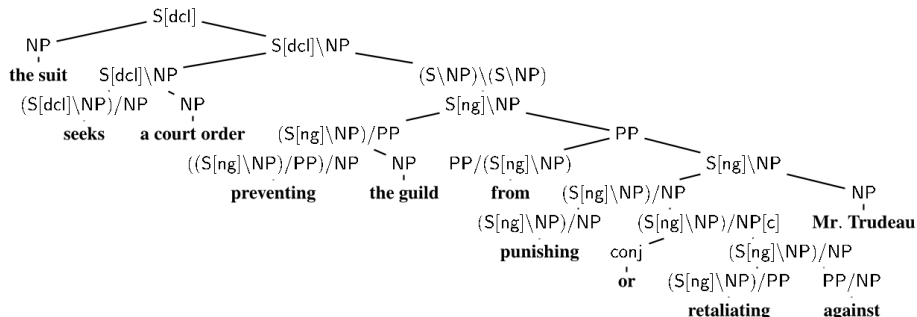 S[dcl]
NP S[dcl]\NP
the suit S[dcl]\NP (S\NP)\(S\NP)
(S[dcl]\NP)/NP NP S[ng]\NP
seeks a court order (S[ng]\NP)/PP PP
((S[ng]\NP)/PP)/NP NP PP/(S[ng]\NP) S[ng]\NP
preventing the guild from (S[ng]\NP)/NP NP
(S[ng]\NP)/NP (S[ng]\NP)/NP[c] Mr. Trudeau
punishing conj (S[ng]\NP)/NP
or (S[ng]\NP)/PP PP/NP
retaliating against